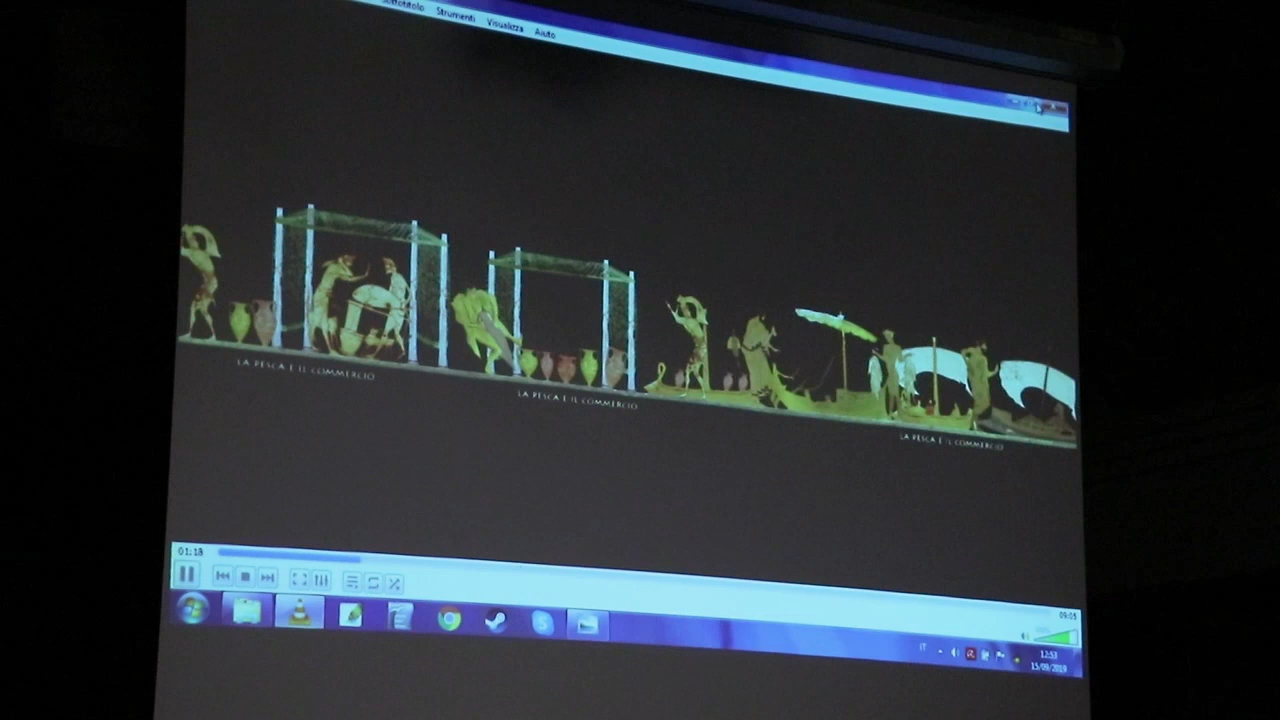 Sottotitolo Strumenti Visualizza Aiuto
LA PESCA E IL COMMERCIO
LA PESCA E IL COMMERCIO
LA PESCA E IL COMMERCIO
01:18
09:05
IT
12:53
15/09/2019